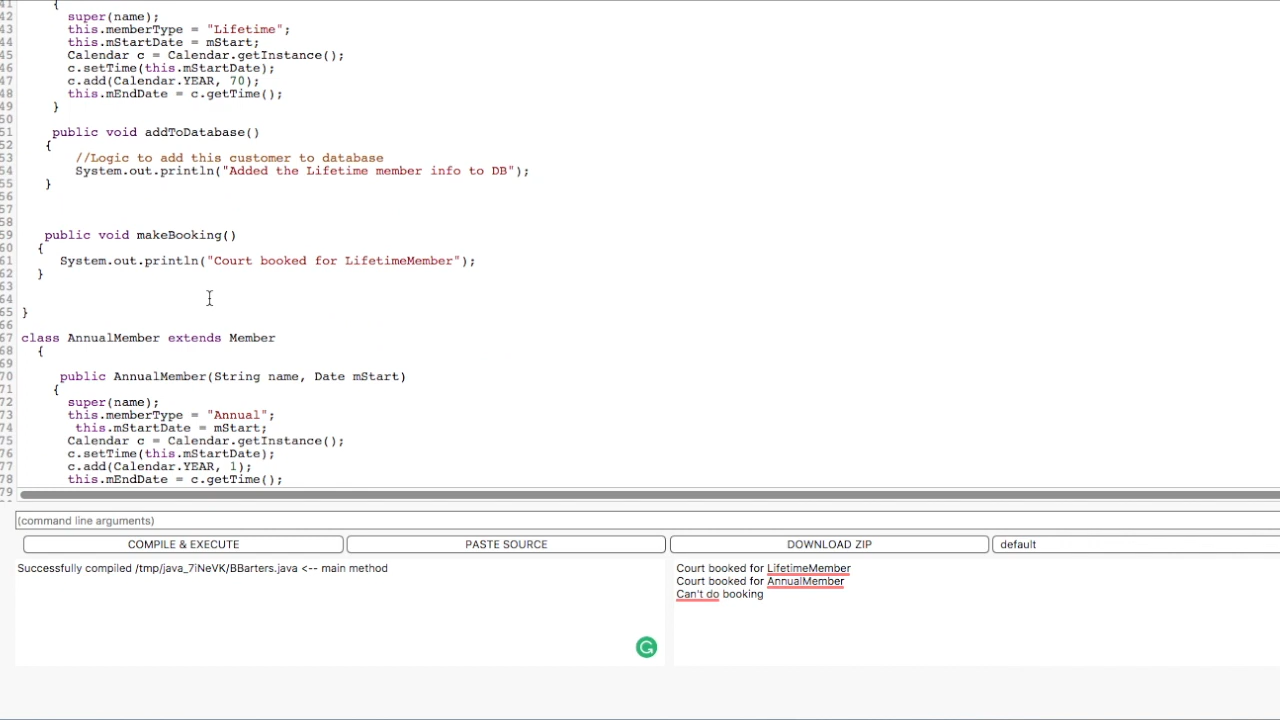 41 {
42 super(name);
43 this.memberType = "Lifetime";
44 this.mStartDate = mStart;
45 Calendar c = Calendar.getInstance();
46 c.setTime(this.mStartDate);
47 c.add(Calendar.YEAR, 70);
48 this.mEndDate = c.getTime();
49 }
50
51 public void addToDatabase()
52 {
53 //Logic to add this customer to database
54 System.out.println("Added the Lifetime member info to DB");
55 }
56
57
58
59 public void makeBooking()
60 {
61 System.out.println("Court booked for LifetimeMember");
62 }
63
64
65 }
66
67 class AnnualMember extends Member
68 {
69
70 public AnnualMember(String name, Date mStart)
71 {
72 super(name);
73 this.memberType = "Annual";
74 this.mStartDate = mStart;
75 Calendar c = Calendar.getInstance();
76 c.setTime(this.mStartDate);
77 c.add(Calendar.YEAR, 1);
78 this.mEndDate = c.getTime();
79
(command line arguments)
COMPILE & EXECUTE PASTE SOURCE DOWNLOAD ZIP default
Successfully compiled /tmp/java_7iNeVK/BBarters.java <-- main method
Court booked for LifetimeMember
Court booked for AnnualMember
Can't do booking